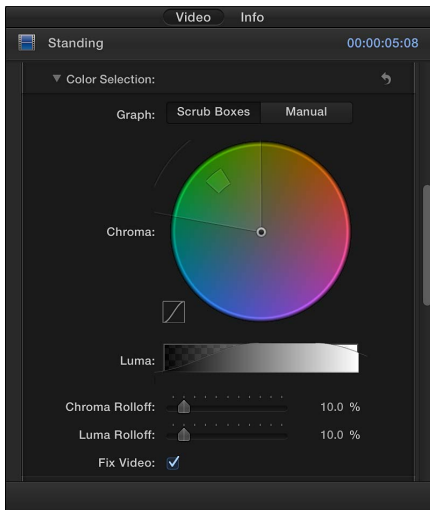 Video Info
Standing 00:00:05:08
Color Selection:
Graph: Scrub Boxes Manual
Chroma:
Luma:
Chroma Rolloff: 10.0 %
Luma Rolloff: 10.0 %
Fix Video: